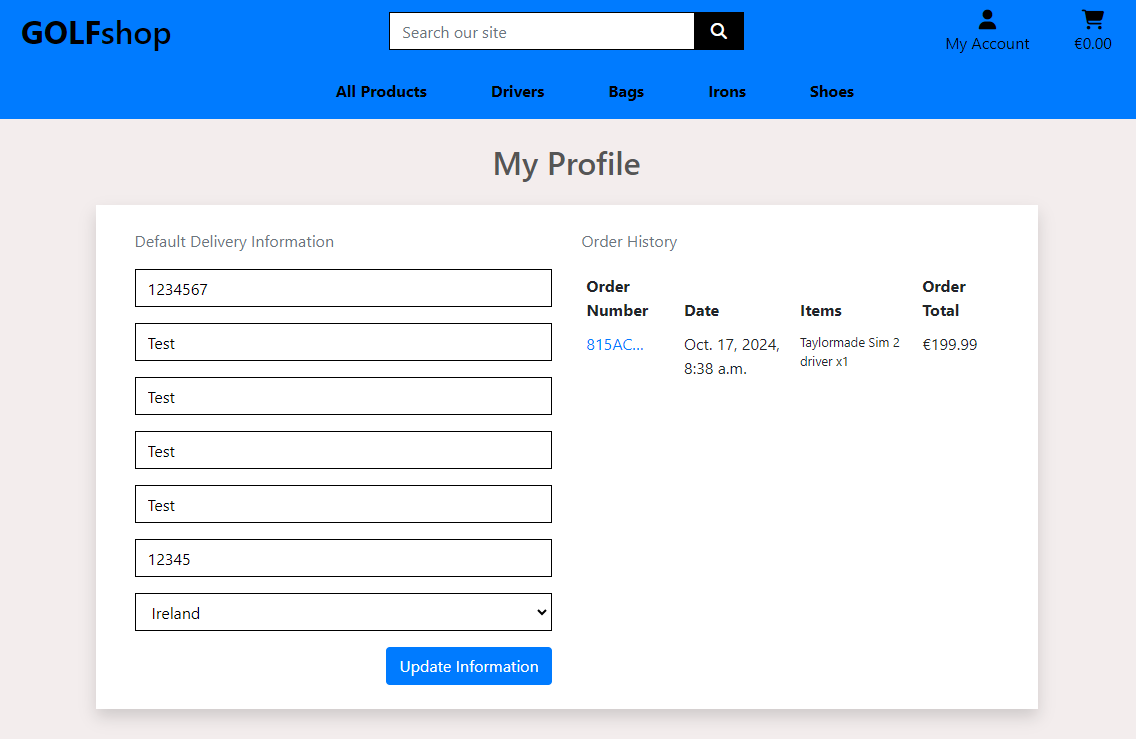 GOLFshop
Search our site
My Account
€0.00
All Products
Drivers
Bags
Irons
Shoes
My Profile
Default Delivery Information
1234567
Test
Test
Test
Test
12345
Ireland
Update Information
Order History
Order
Number
Date
Items
Order
Total
815AC...
Oct. 17, 2024,
8:38 a.m.
Taylormade Sim 2
driver x1
€199.99